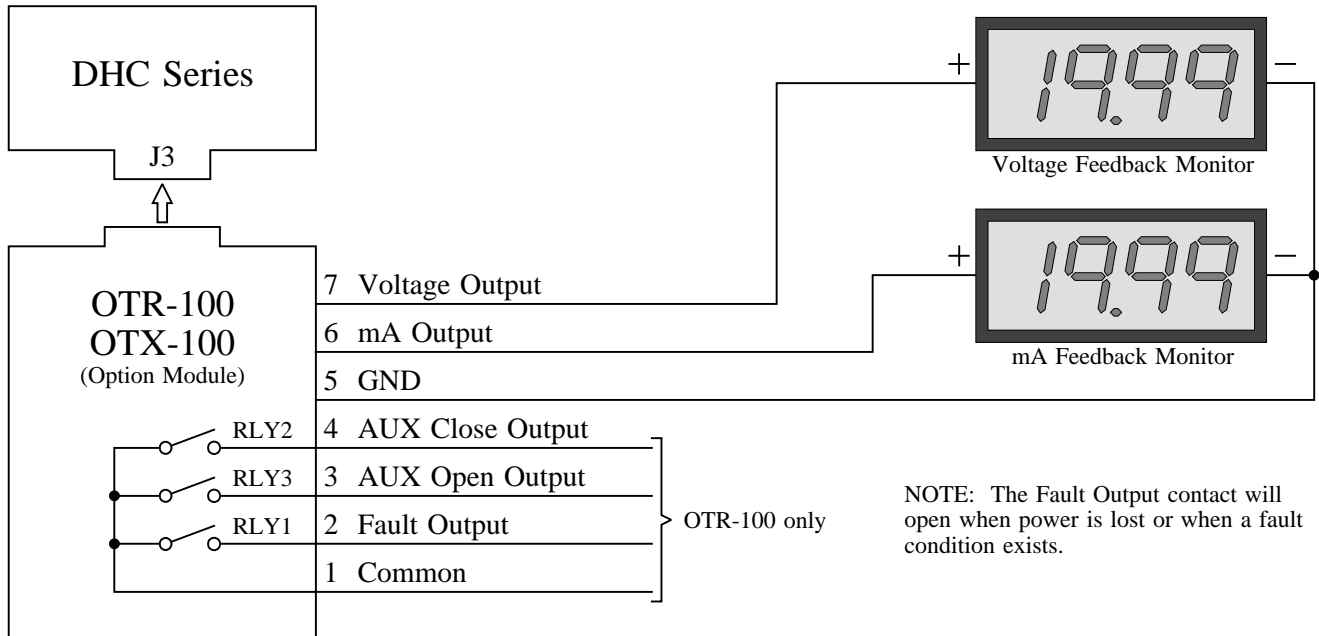 DHC Series
J3
+ 19.99 −
Voltage Feedback Monitor
+ 19.99 −
mA Feedback Monitor
OTR-100
OTX-100
(Option Module)
7 Voltage Output
6 mA Output
5 GND
RLY2 4 AUX Close Output
RLY3 3 AUX Open Output
RLY1 2 Fault Output
1 Common
OTR-100 only
NOTE: The Fault Output contact will
open when power is lost or when a fault
condition exists.